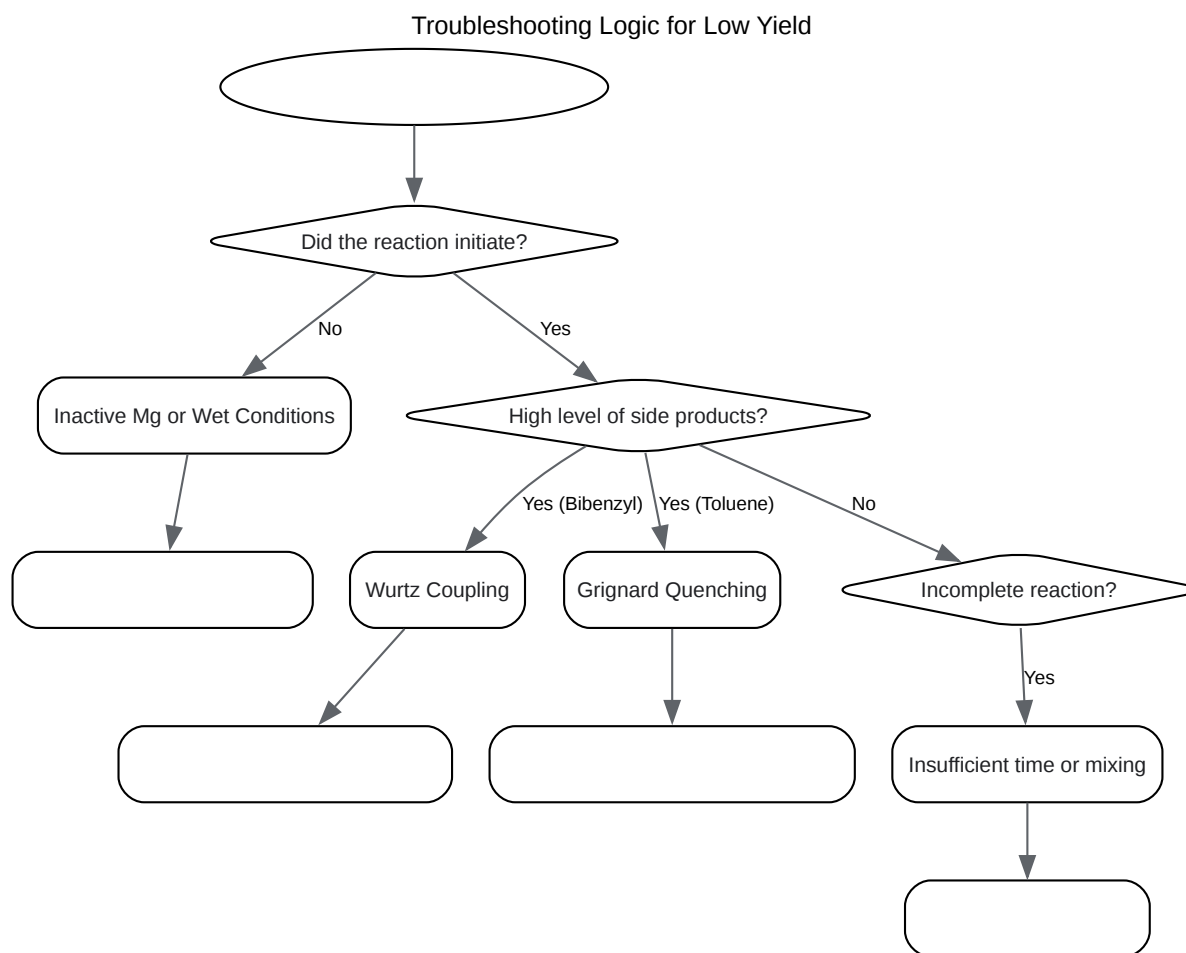 Troubleshooting Logic for Low Yield
Did the reaction initiate?
No
Yes
Inactive Mg or Wet Conditions
High level of side products?
Yes (Bibenzyl)
Yes (Toluene)
No
Wurtz Coupling
Grignard Quenching
Incomplete reaction?
Yes
Insufficient time or mixing